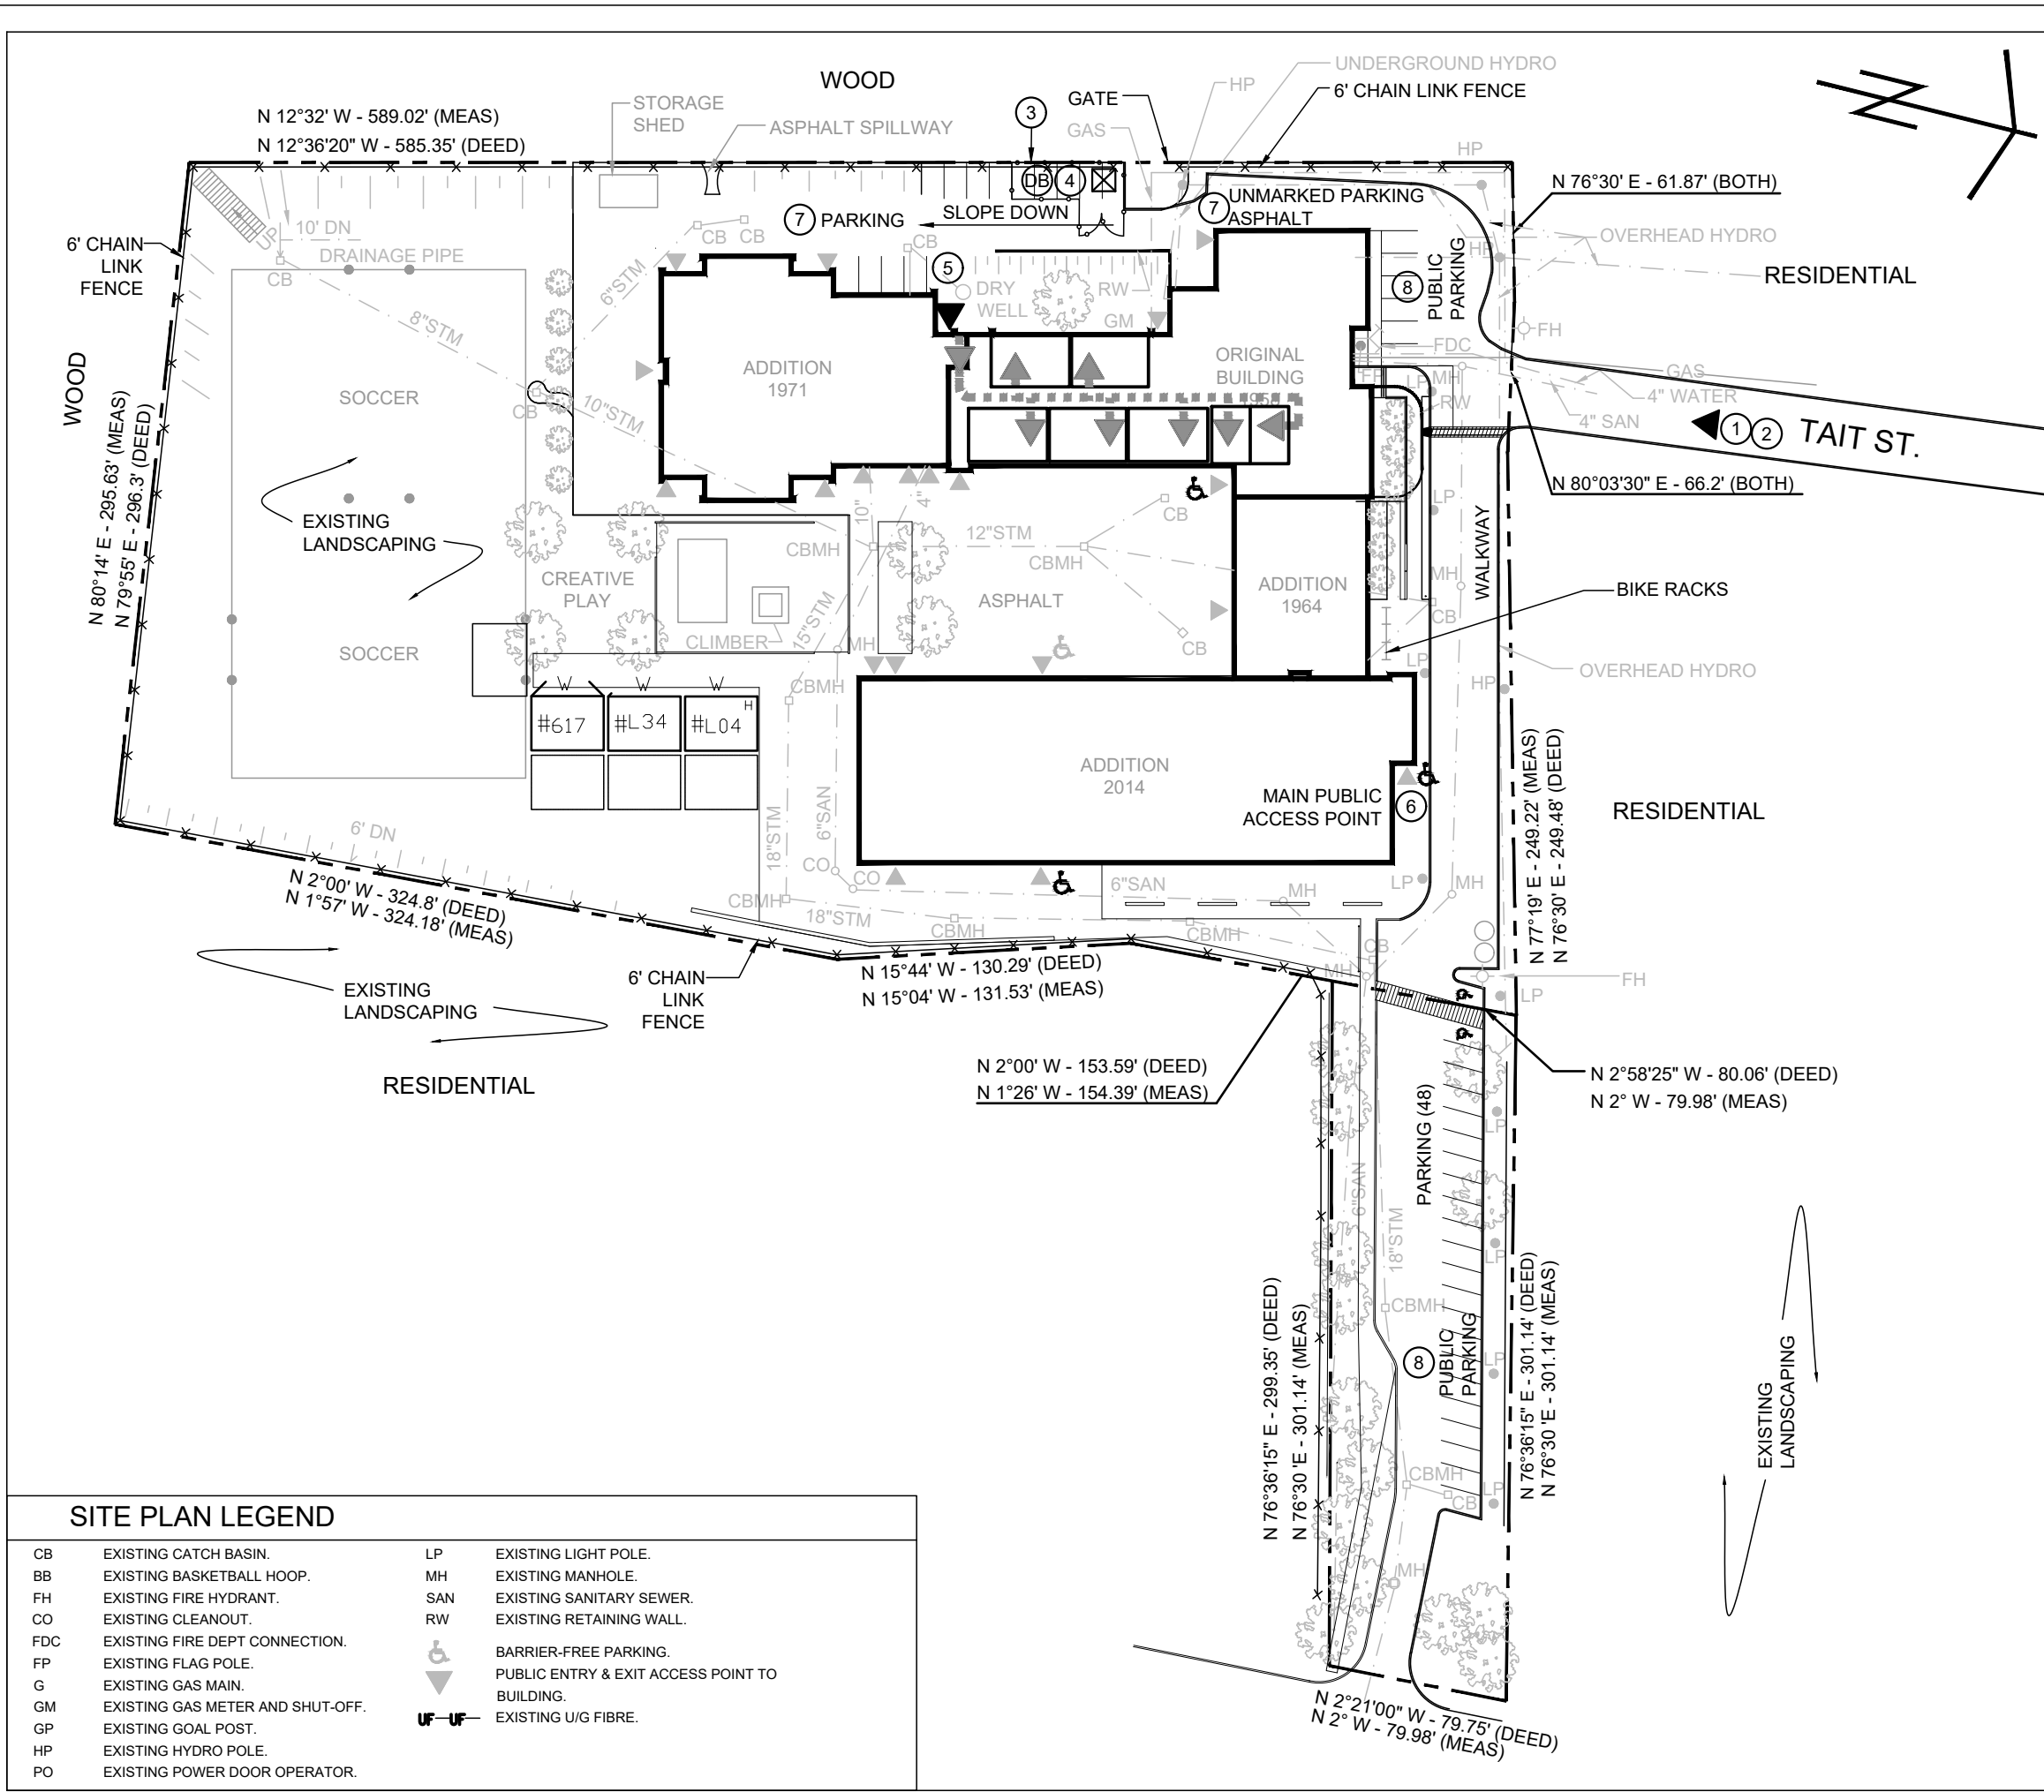 WOOD
UNDERGROUND HYDRO
HP
6' CHAIN LINK FENCE
GATE
GAS
STORAGE
SHED
ASPHALT SPILLWAY
3
N 12°32' W - 589.02' (MEAS)
N 12°36'20" W - 585.35' (DEED)
HP
DB
4
N 76°30' E - 61.87' (BOTH)
7
UNMARKED PARKING
ASPHALT
7
PARKING
SLOPE DOWN
10' DN
UP
DRAINAGE PIPE
CB
CB
CB
CB
6' CHAIN
LINK
FENCE
OVERHEAD HYDRO
HP
RESIDENTIAL
PUBLIC
PARKING
8
5
DRY
WELL
RW
GM
6"STM
8"STM
FH
FDC
GAS
4" WATER
4" SAN
FP
LP
MH
RW
ADDITION
1971
ORIGINAL
BUILDING
SOCCER
WOOD
CB
10"STM
1
2
TAIT ST.
N 80°03'30" E - 66.2' (BOTH)
N 80°14' E - 295.63' (MEAS)
N 79°55' E - 296.3' (DEED)
EXISTING
LANDSCAPING
10"
4"
12"STM
CB
CBMH
CBMH
LP
WALKWAY
MH
CREATIVE
PLAY
ASPHALT
ADDITION
1964
BIKE RACKS
CB
CLIMBER
15"STM
MH
CB
SOCCER
LP
OVERHEAD HYDRO
HP
CBMH
#617
#L34
#L04
H
ADDITION
2014
MAIN PUBLIC
ACCESS POINT
6
RESIDENTIAL
N 77°19' E - 249.22' (MEAS)
N 76°30' E - 249.48' (DEED)
6' DN
18"STM
6"SAN
CO
CO
6"SAN
MH
LP
MH
N 2°00' W - 324.8' (DEED)
N 1°57' W - 324.18' (MEAS)
CBMH
18"STM
CBMH
CBMH
CB
MH
FH
LP
N 15°44' W - 130.29' (DEED)
N 15°04' W - 131.53' (MEAS)
6' CHAIN
LINK
FENCE
EXISTING
LANDSCAPING
RESIDENTIAL
N 2°00' W - 153.59' (DEED)
N 1°26' W - 154.39' (MEAS)
N 2°58'25" W - 80.06' (DEED)
N 2° W - 79.98' (MEAS)
PARKING (48)
LP
6"SAN
18"STM
LP
CBMH
8
PUBLIC
PARKING
LP
N 76°36'15" E - 299.35' (DEED)
N 76°30 'E - 301.14' (MEAS)
N 76°36'15" E - 301.14' (DEED)
N 76°30 'E - 301.14' (MEAS)
EXISTING
LANDSCAPING
CBMH
CB
LP
MH
N 2°21'00" W - 79.75' (DEED)
N 2° W - 79.98' (MEAS)
SITE PLAN LEGEND
CB EXISTING CATCH BASIN.
BB EXISTING BASKETBALL HOOP.
FH EXISTING FIRE HYDRANT.
CO EXISTING CLEANOUT.
FDC EXISTING FIRE DEPT CONNECTION.
FP EXISTING FLAG POLE.
G EXISTING GAS MAIN.
GM EXISTING GAS METER AND SHUT-OFF.
GP EXISTING GOAL POST.
HP EXISTING HYDRO POLE.
PO EXISTING POWER DOOR OPERATOR.
LP EXISTING LIGHT POLE.
MH EXISTING MANHOLE.
SAN EXISTING SANITARY SEWER.
RW EXISTING RETAINING WALL.
BARRIER-FREE PARKING.
PUBLIC ENTRY & EXIT ACCESS POINT TO
BUILDING.
UF UF EXISTING U/G FIBRE.